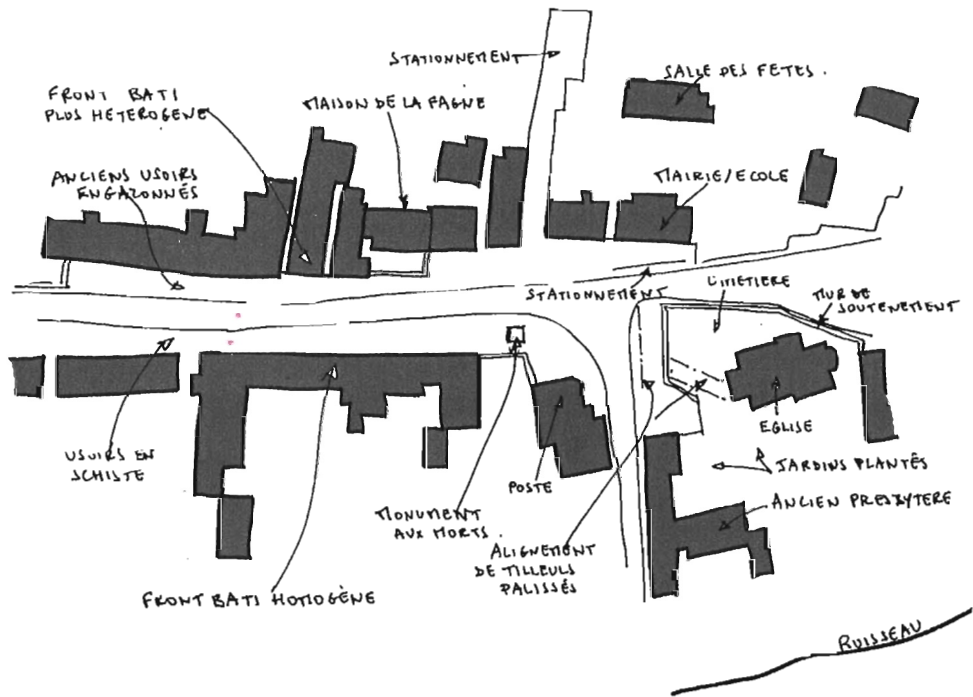 STATIONNEMENT
SALLE DES FETES.
FRONT BATI
PLUS HETEROGENE
MAISON DE LA FAGNE
ANCIENS USOIRS
ENGAZONNÉS
MAIRIE/ECOLE
STATIONNEMENT
CIMETIERE
MUR DE
SOUTENEMENT
EGLISE
USOIRS EN
SCHISTE
POSTE
JARDINS PLANTÉS
ANCIEN PRESBYTERE
MONUMENT
AUX MORTS.
ALIGNEMENT
DE TILLEULS
PALISSÉS
FRONT BATI HOMOGÈNE
RUISSEAU